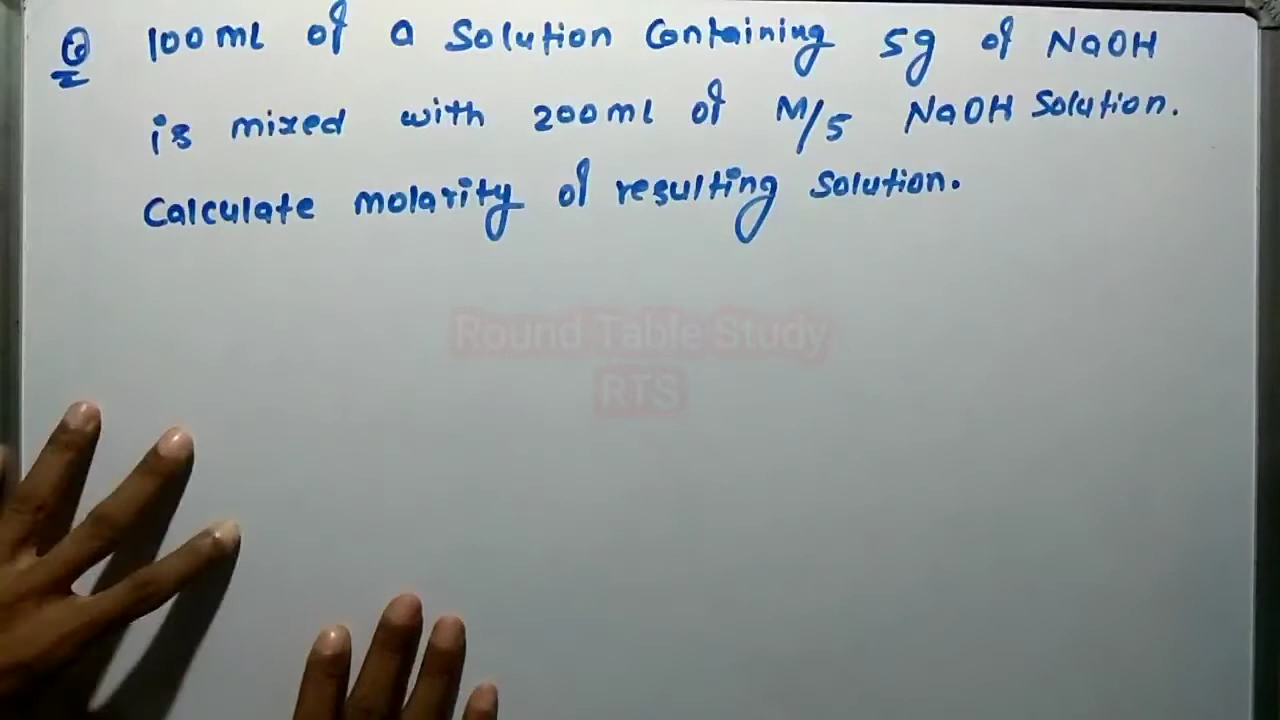 Q 100ml of a Solution Containing 5g of NaOH
is mixed with 200ml of M/5 NaOH Solution.
Calculate molarity of resulting Solution.
Round Table Study
RTS